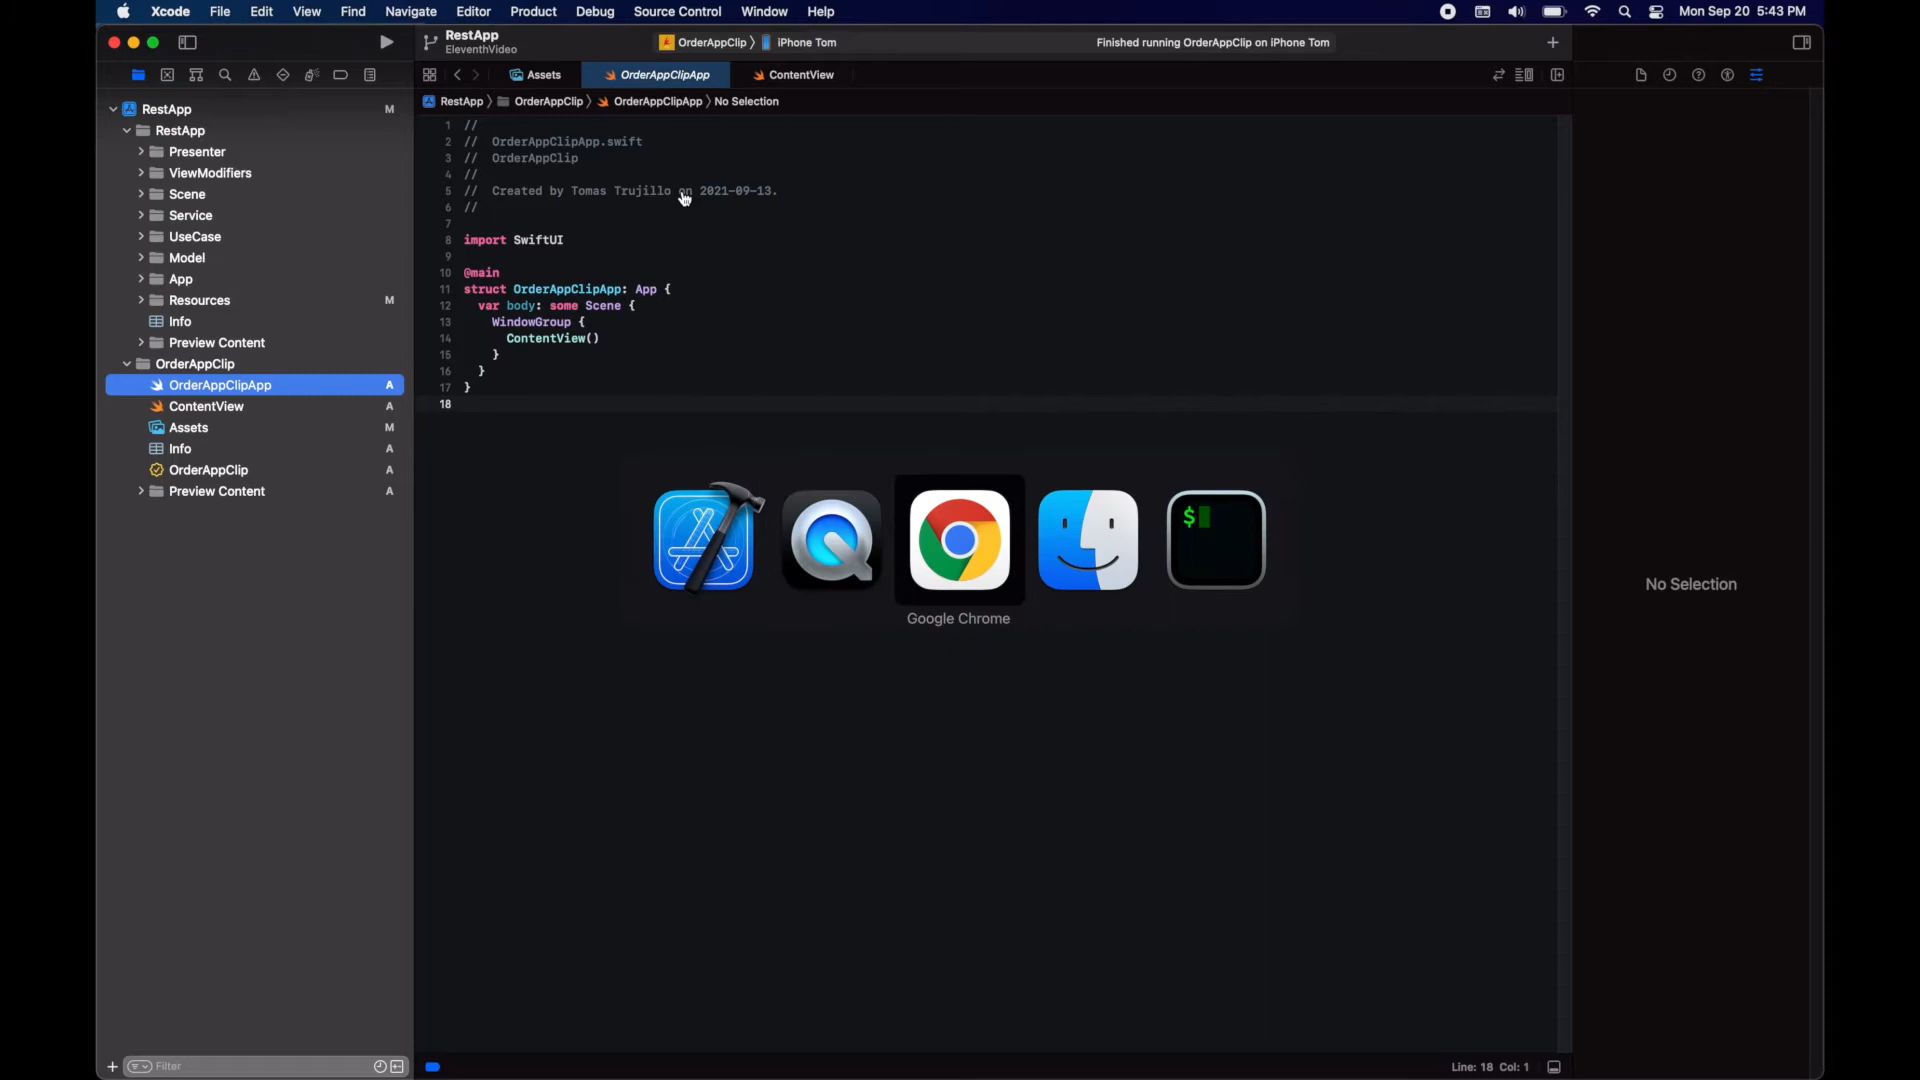 Xcode File Edit View Find Navigate Editor Product Debug Source Control Window Help Mon Sep 20 5:43 PM
RestApp
EleventhVideo
OrderAppClip iPhone Tom
Finished running OrderAppClip on iPhone Tom
Assets OrderAppClipApp ContentView
RestApp OrderAppClip OrderAppClipApp No Selection
RestApp M
RestApp
Presenter
ViewModifiers
Scene
Service
UseCase
Model
App
Resources M
Info
Preview Content
OrderAppClip
OrderAppClipApp A
ContentView A
Assets M
Info A
OrderAppClip A
Preview Content A
1 //
2 // OrderAppClipApp.swift
3 // OrderAppClip
4 //
5 // Created by Tomas Trujillo on 2021-09-13.
6 //
7
8 import SwiftUI
9
10 @main
11 struct OrderAppClipApp: App {
12 var body: some Scene {
13 WindowGroup {
14 ContentView()
15 }
16 }
17 }
18
$
Google Chrome
No Selection
Filter
Line: 18 Col: 1